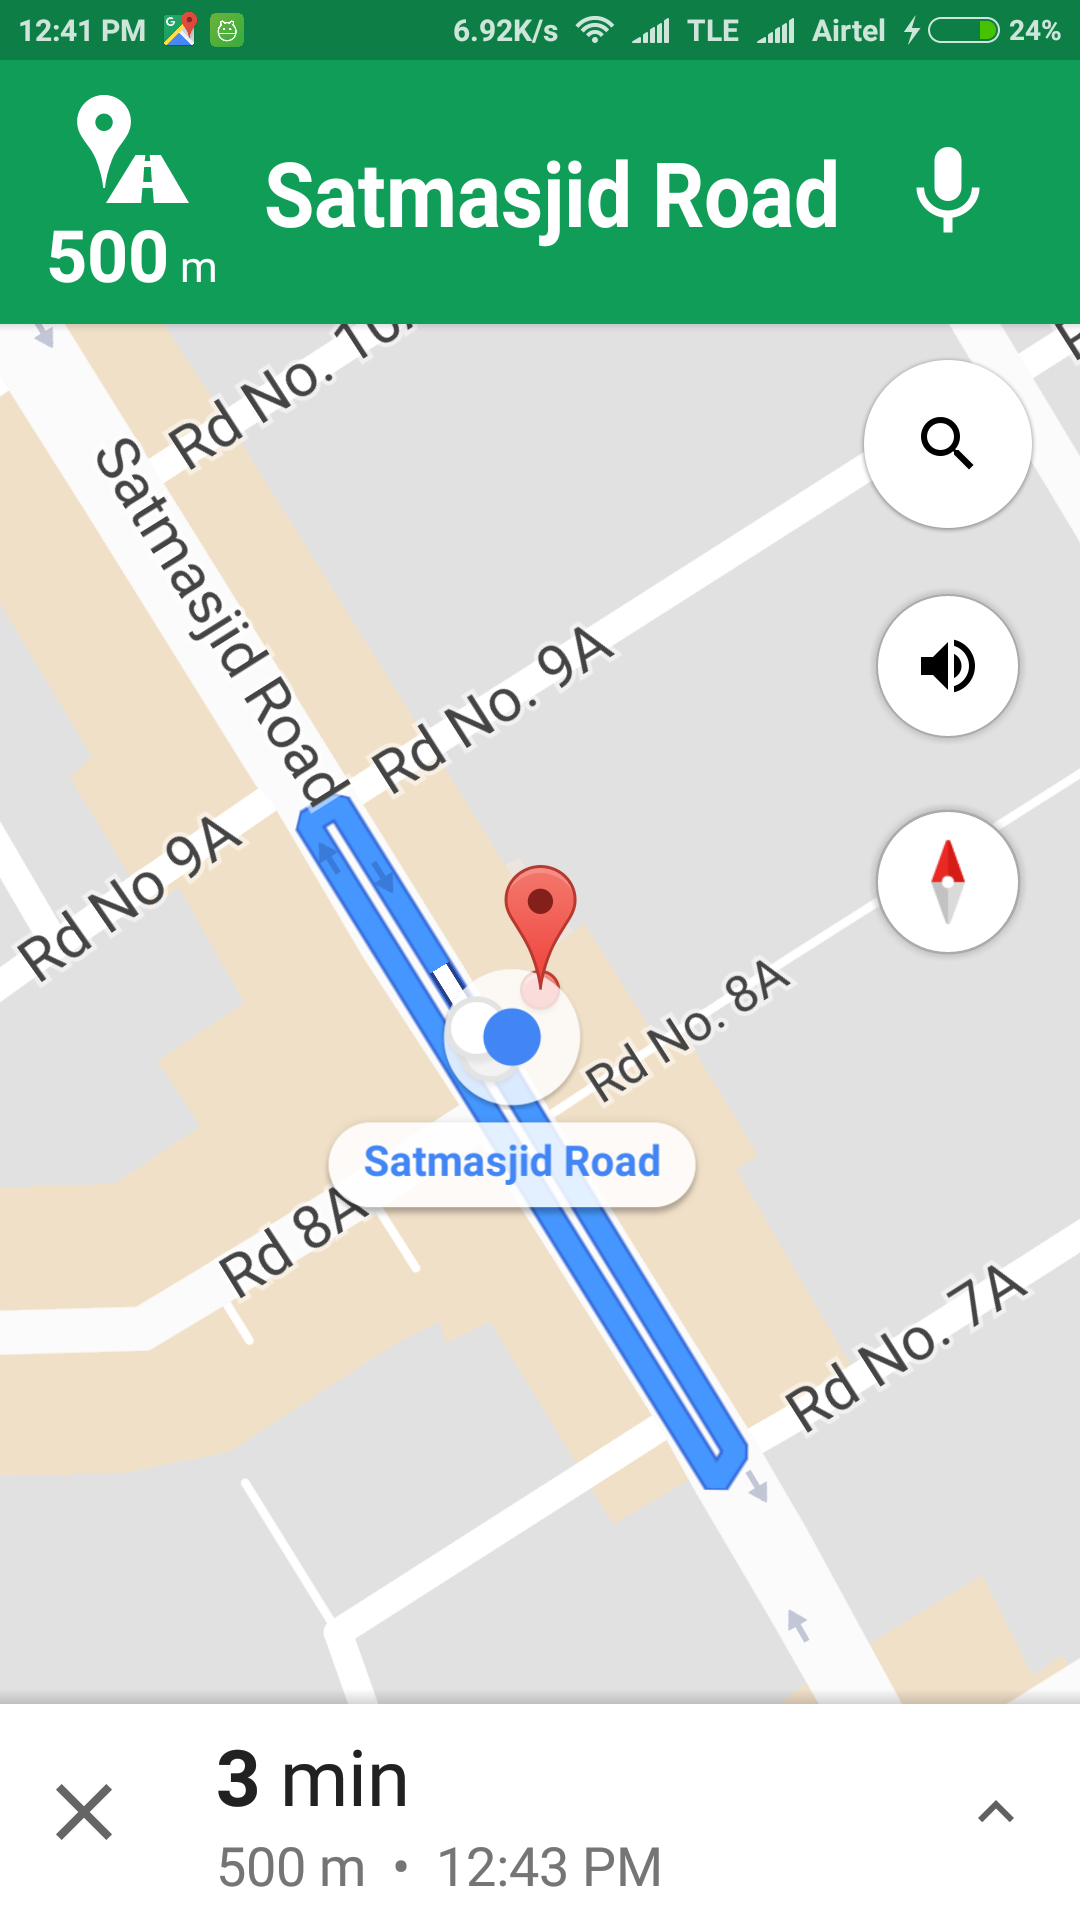 12:41 PM 6.92K/s TLE Airtel 24%
Satmasjid Road
500 m
Rd No. 10
Satmasjid Road
Rd No. 9A
Rd No 9A
Rd No. 8A
Satmasjid Road
Rd 8A
Rd No. 7A
3 min
500 m • 12:43 PM